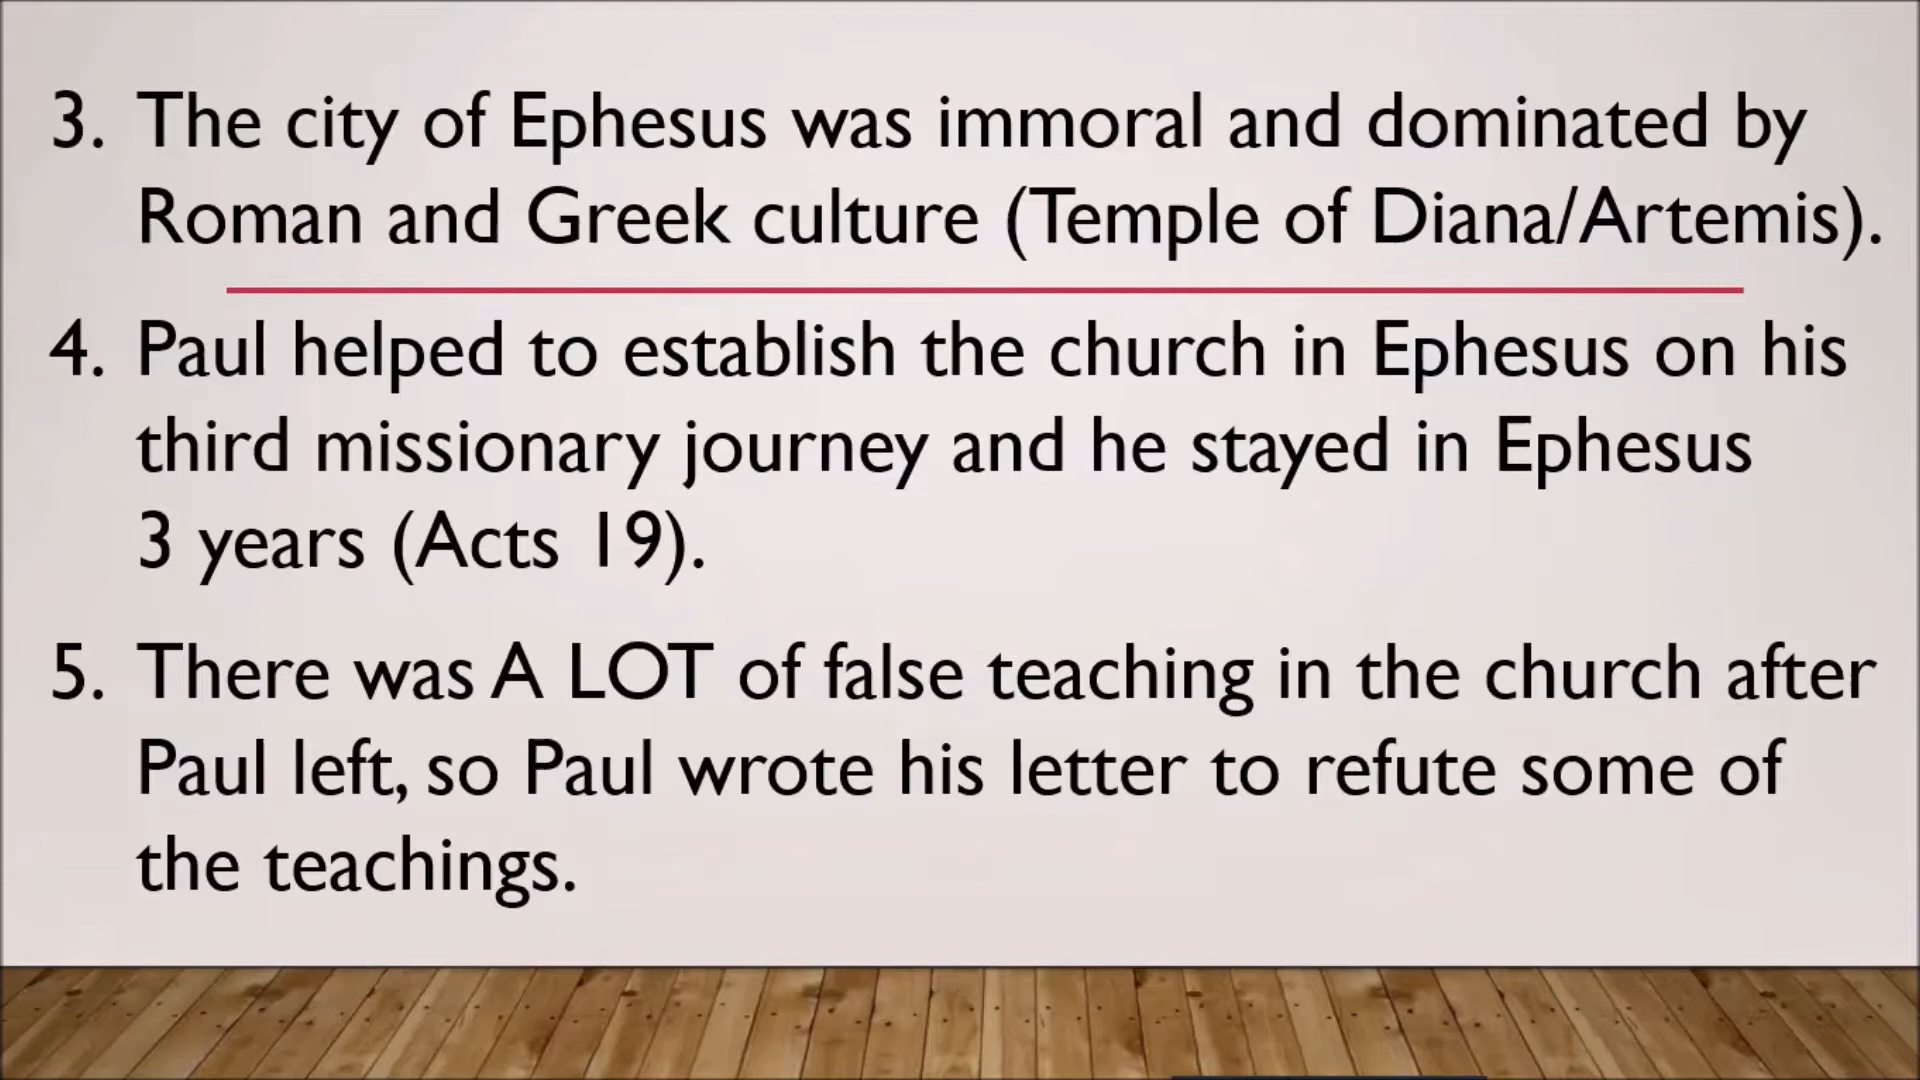 3. The city of Ephesus was immoral and dominated by
Roman and Greek culture (Temple of Diana/Artemis).
4. Paul helped to establish the church in Ephesus on his
third missionary journey and he stayed in Ephesus
3 years (Acts 19).
5. There was A LOT of false teaching in the church after
Paul left, so Paul wrote his letter to refute some of
the teachings.